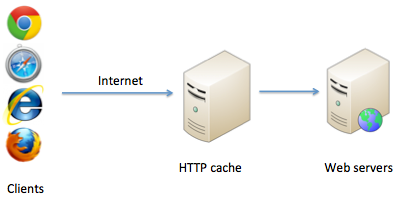 Internet
HTTP cache
Web servers
Clients